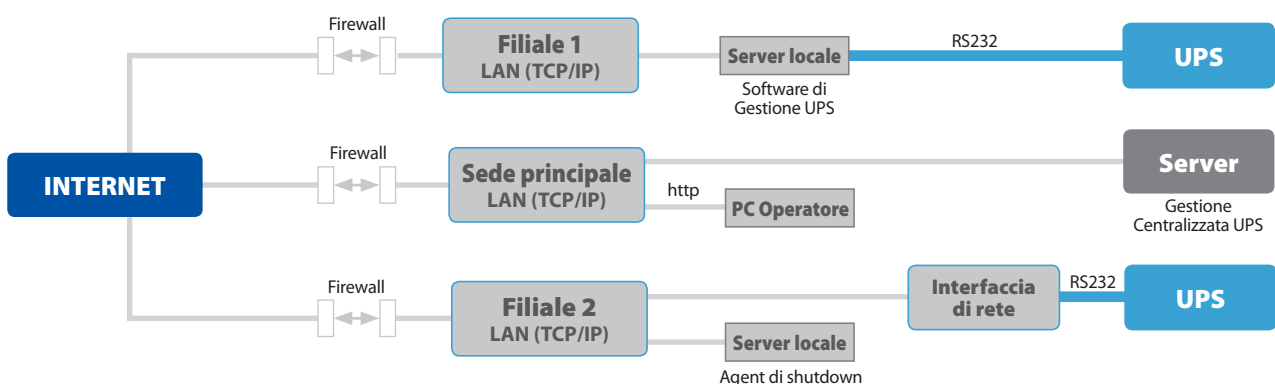 Firewall
Filiale 1
LAN (TCP/IP)
Server locale
RS232
UPS
Software di
Gestione UPS
INTERNET
Firewall
Sede principale
LAN (TCP/IP)
http
PC Operatore
Server
Gestione
Centralizzata UPS
Firewall
Filiale 2
LAN (TCP/IP)
Interfaccia
di rete
RS232
UPS
Server locale
Agent di shutdown